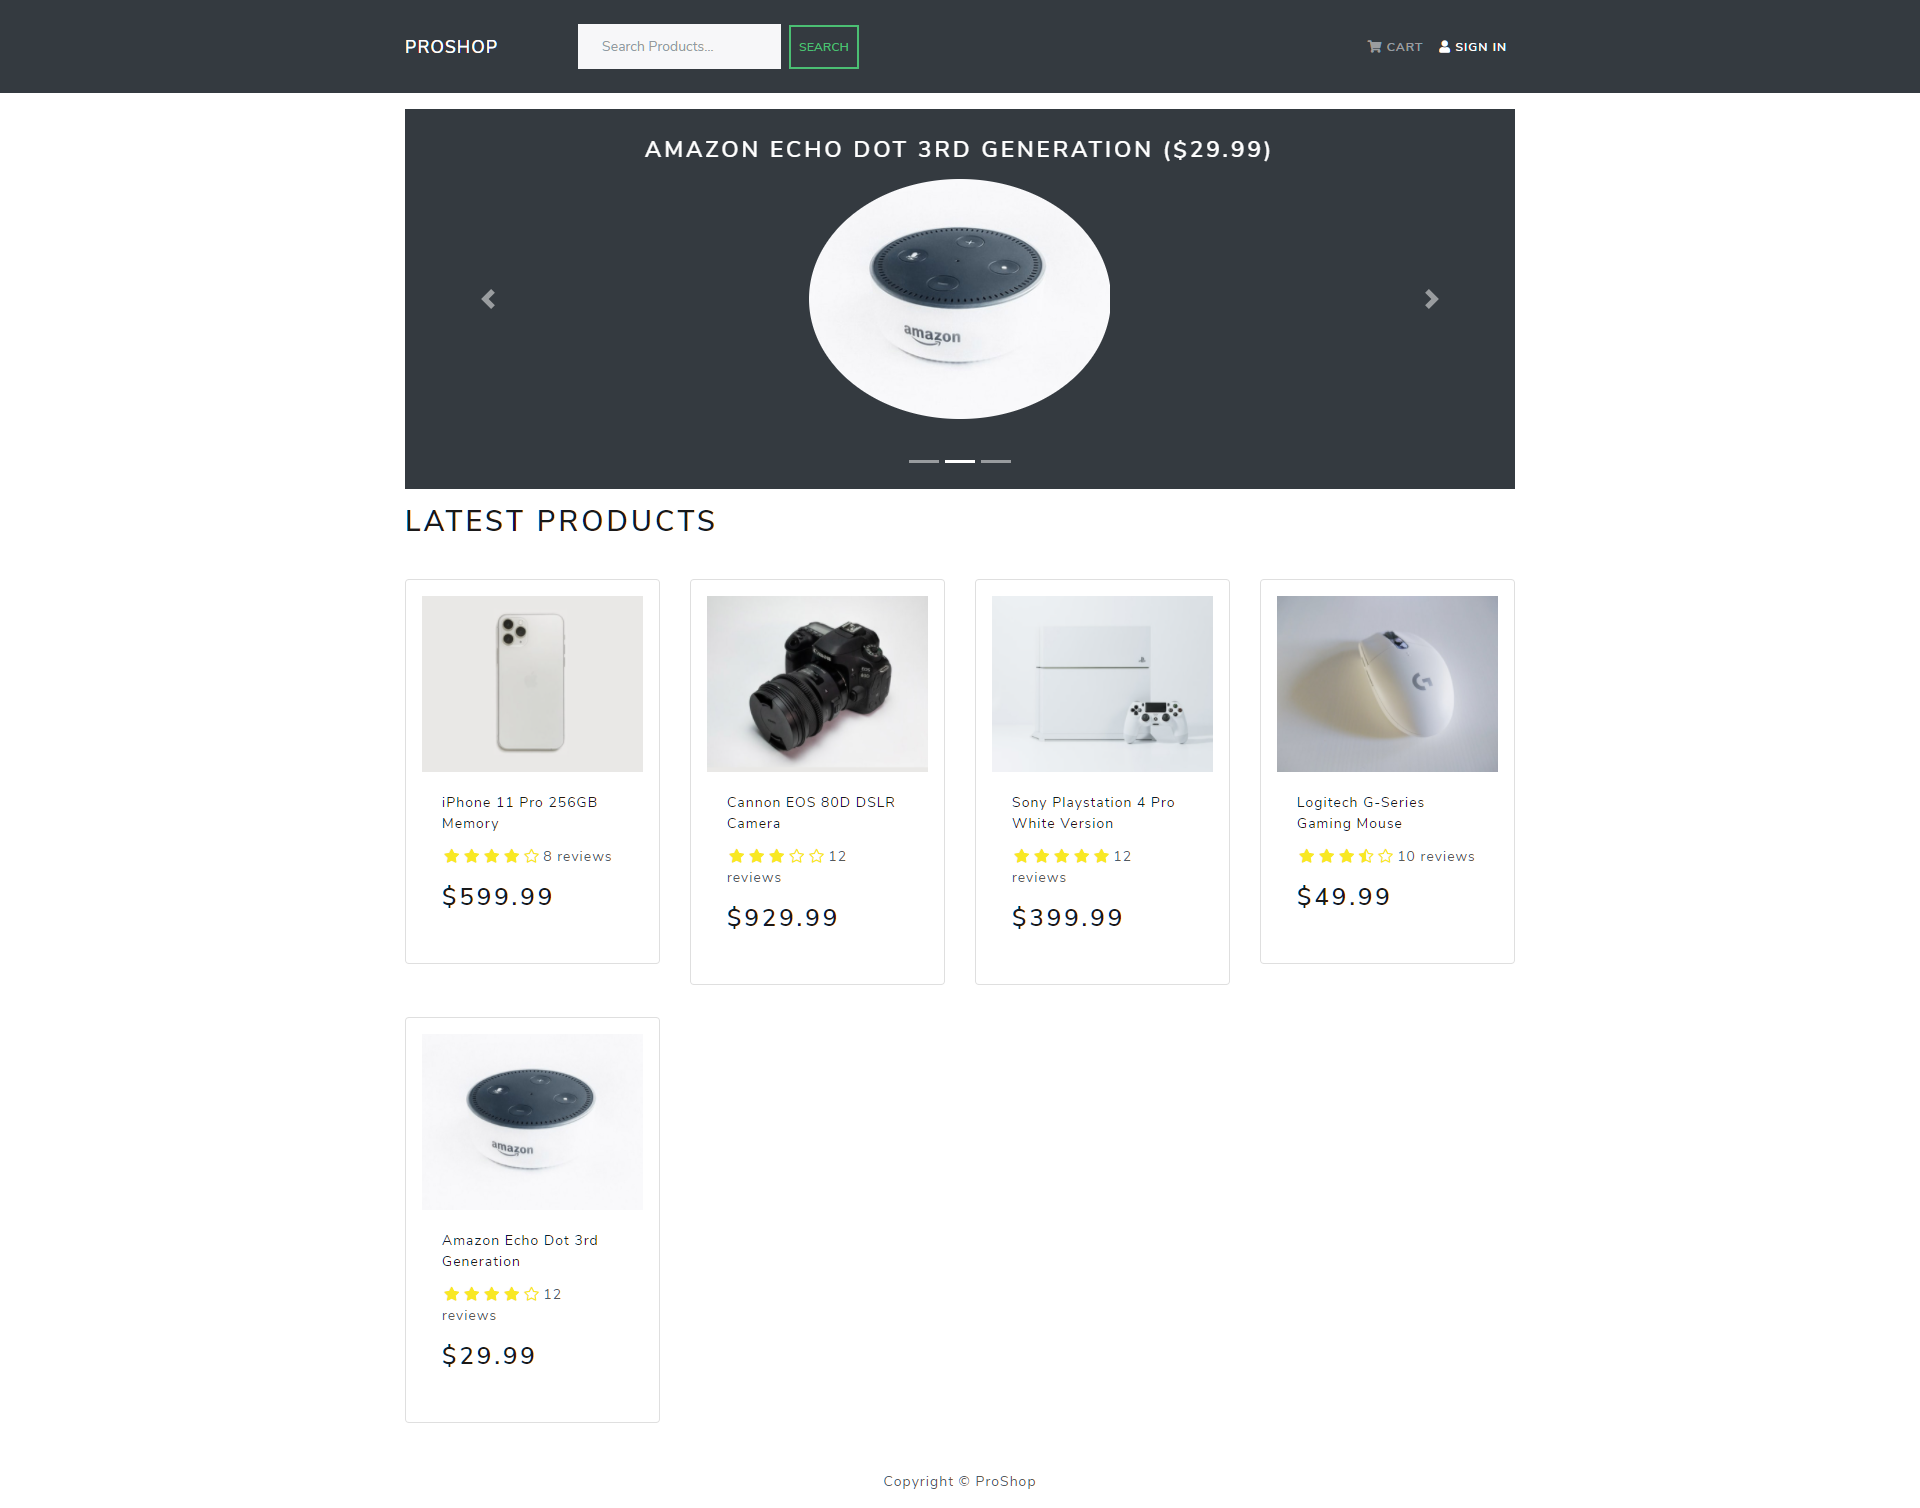 PROSHOP
Search Products...
SEARCH
CART
SIGN IN
AMAZON ECHO DOT 3RD GENERATION ($29.99)
amazon
LATEST PRODUCTS
iPhone 11 Pro 256GB
Memory
8 reviews
$599.99
Canon
Cannon EOS 80D DSLR
Camera
12
reviews
$929.99
Sony Playstation 4 Pro
White Version
12
reviews
$399.99
Logitech G-Series
Gaming Mouse
10 reviews
$49.99
amazon
Amazon Echo Dot 3rd
Generation
12
reviews
$29.99
Copyright © ProShop